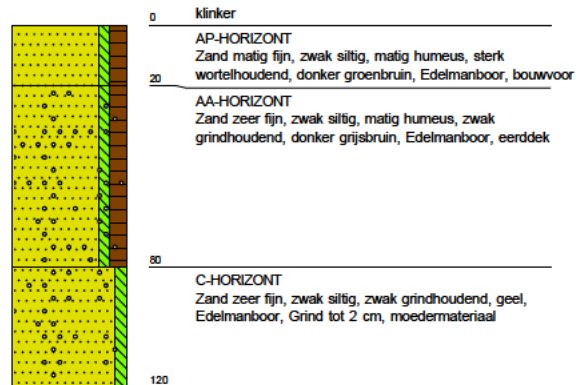 0 klinker
AP-HORIZONT
Zand matig fijn, zwak siltig, matig humeus, sterk
wortelhoudend, donker groenbruin, Edelmanboor, bouwvoor
20
AA-HORIZONT
Zand zeer fijn, zwak siltig, matig humeus, zwak
grindhoudend, donker grijsbruin, Edelmanboor, eerddek
80
C-HORIZONT
Zand zeer fijn, zwak siltig, zwak grindhoudend, geel,
Edelmanboor, Grind tot 2 cm, moedermateriaal
120